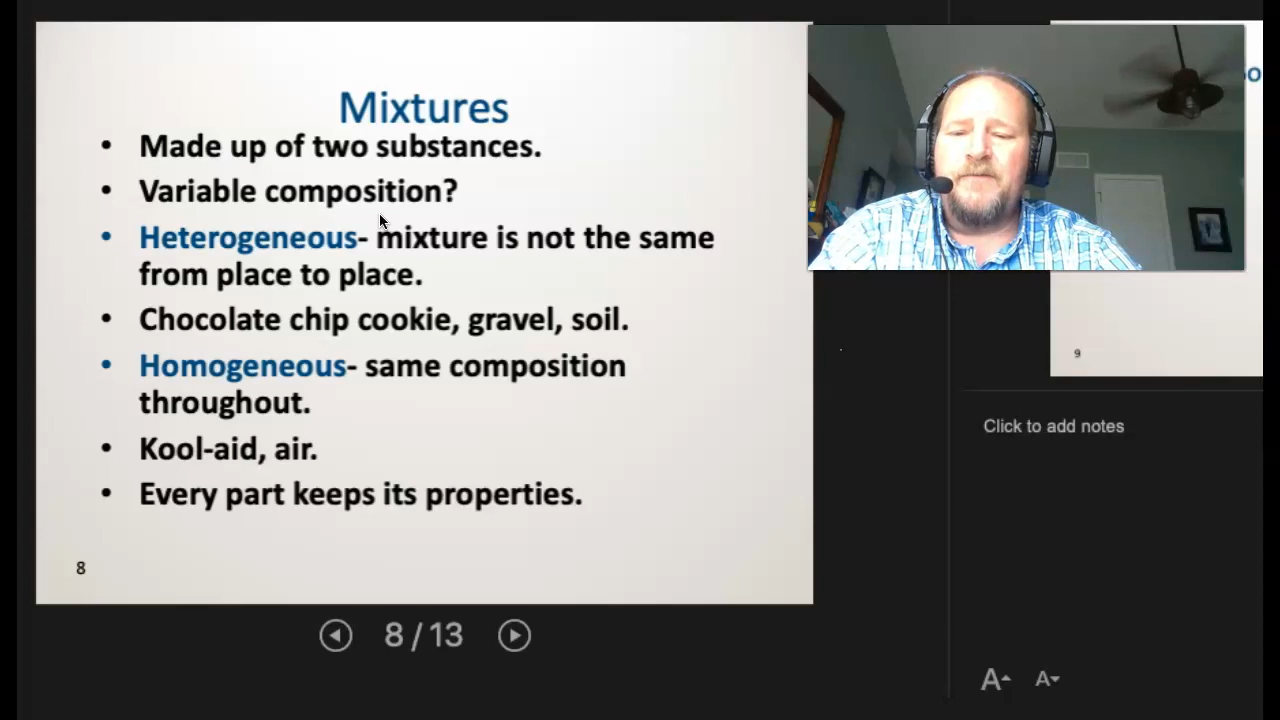 Mixtures
• Made up of two substances.
• Variable composition?
• Heterogeneous- mixture is not the same
from place to place.
• Chocolate chip cookie, gravel, soil.
• Homogeneous- same composition
throughout.
• Kool-aid, air.
• Every part keeps its properties.
8
8 / 13
9
Click to add notes
A A